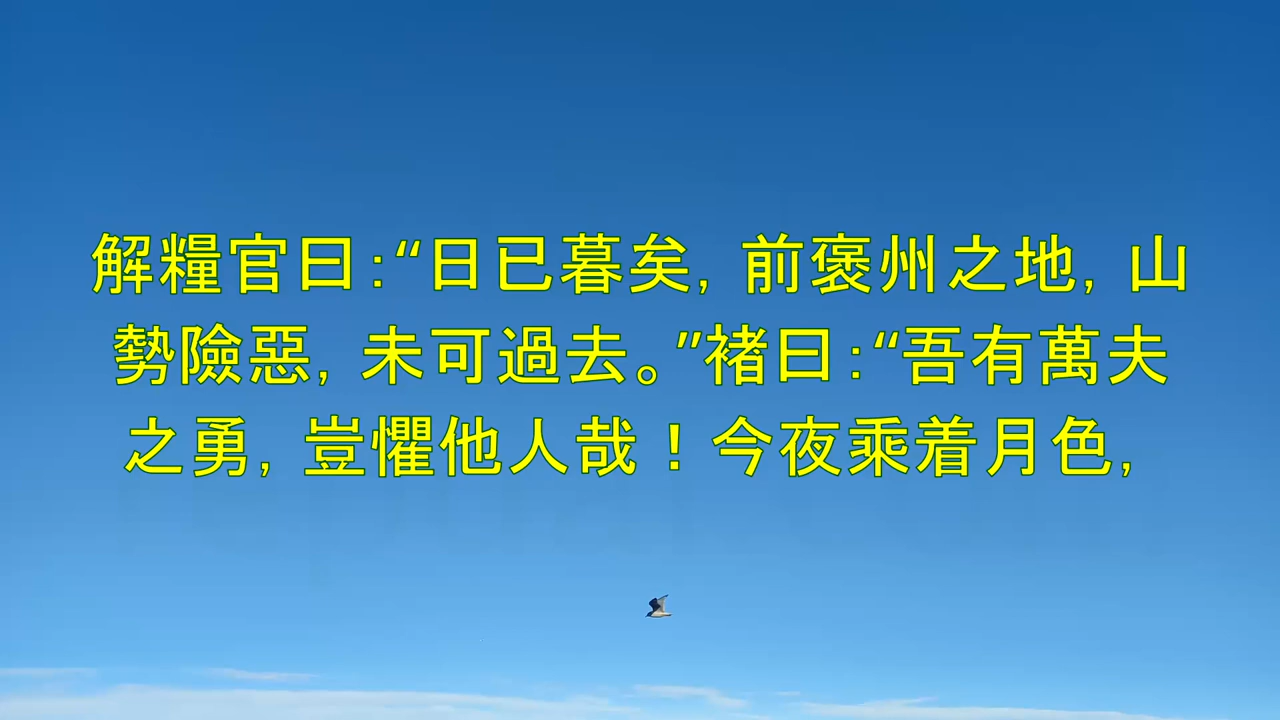 解糧官曰:“日已暮矣, 前褒州之地, 山
勢險惡, 未可過去。”褚曰:“吾有萬夫
之勇, 豈懼他人哉！今夜乘着月色,